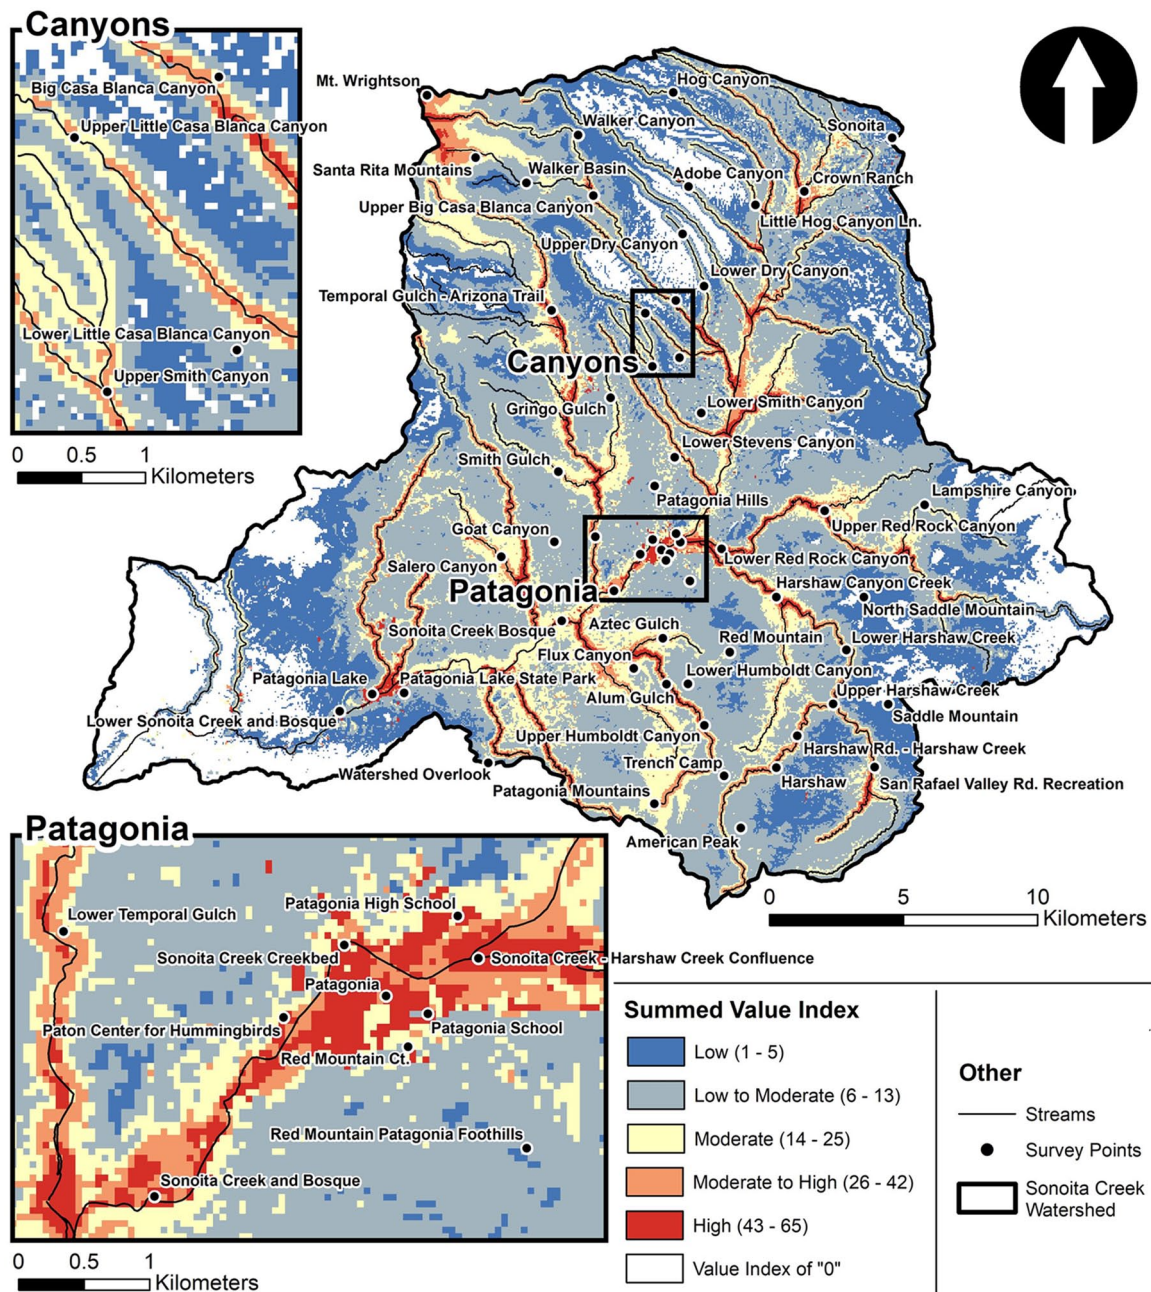 Canyons
Big Casa Blanca Canyon
Upper Little Casa Blanca Canyon
Lower Little Casa Blanca Canyon
Upper Smith Canyon
0 0.5 1
Kilometers
Mt. Wrightson
Hog Canyon
Walker Canyon
Sonoita
Santa Rita Mountains
Walker Basin
Adobe Canyon
Crown Ranch
Upper Big Casa Blanca Canyon
Little Hog Canyon Ln.
Upper Dry Canyon
Lower Dry Canyon
Temporal Gulch - Arizona Trail
Canyons
Gringo Gulch
Lower Smith Canyon
Lower Stevens Canyon
Smith Gulch
Patagonia Hills
Lampshire Canyon
Goat Canyon
Upper Red Rock Canyon
Salero Canyon
Lower Red Rock Canyon
Patagonia
Harshaw Canyon Creek
North Saddle Mountain
Sonoita Creek Bosque
Aztec Gulch
Red Mountain
Lower Harshaw Creek
Flux Canyon
Lower Humboldt Canyon
Patagonia Lake
Patagonia Lake State Park
Alum Gulch
Upper Harshaw Creek
Saddle Mountain
Lower Sonoita Creek and Bosque
Upper Humboldt Canyon
Harshaw Rd. - Harshaw Creek
Watershed Overlook
Trench Camp
Harshaw
San Rafael Valley Rd. Recreation
Patagonia Mountains
American Peak
0 5 10
Kilometers
Patagonia
Lower Temporal Gulch
Patagonia High School
Sonoita Creek Creekbed
Sonoita Creek - Harshaw Creek Confluence
Patagonia
Paton Center for Hummingbirds
Patagonia School
Red Mountain Ct.
Red Mountain Patagonia Foothills
Sonoita Creek and Bosque
0 0.5 1
Kilometers
Summed Value Index
Low (1 - 5)
Low to Moderate (6 - 13)
Moderate (14 - 25)
Moderate to High (26 - 42)
High (43 - 65)
Value Index of "0"
Other
Streams
Survey Points
Sonoita Creek
Watershed